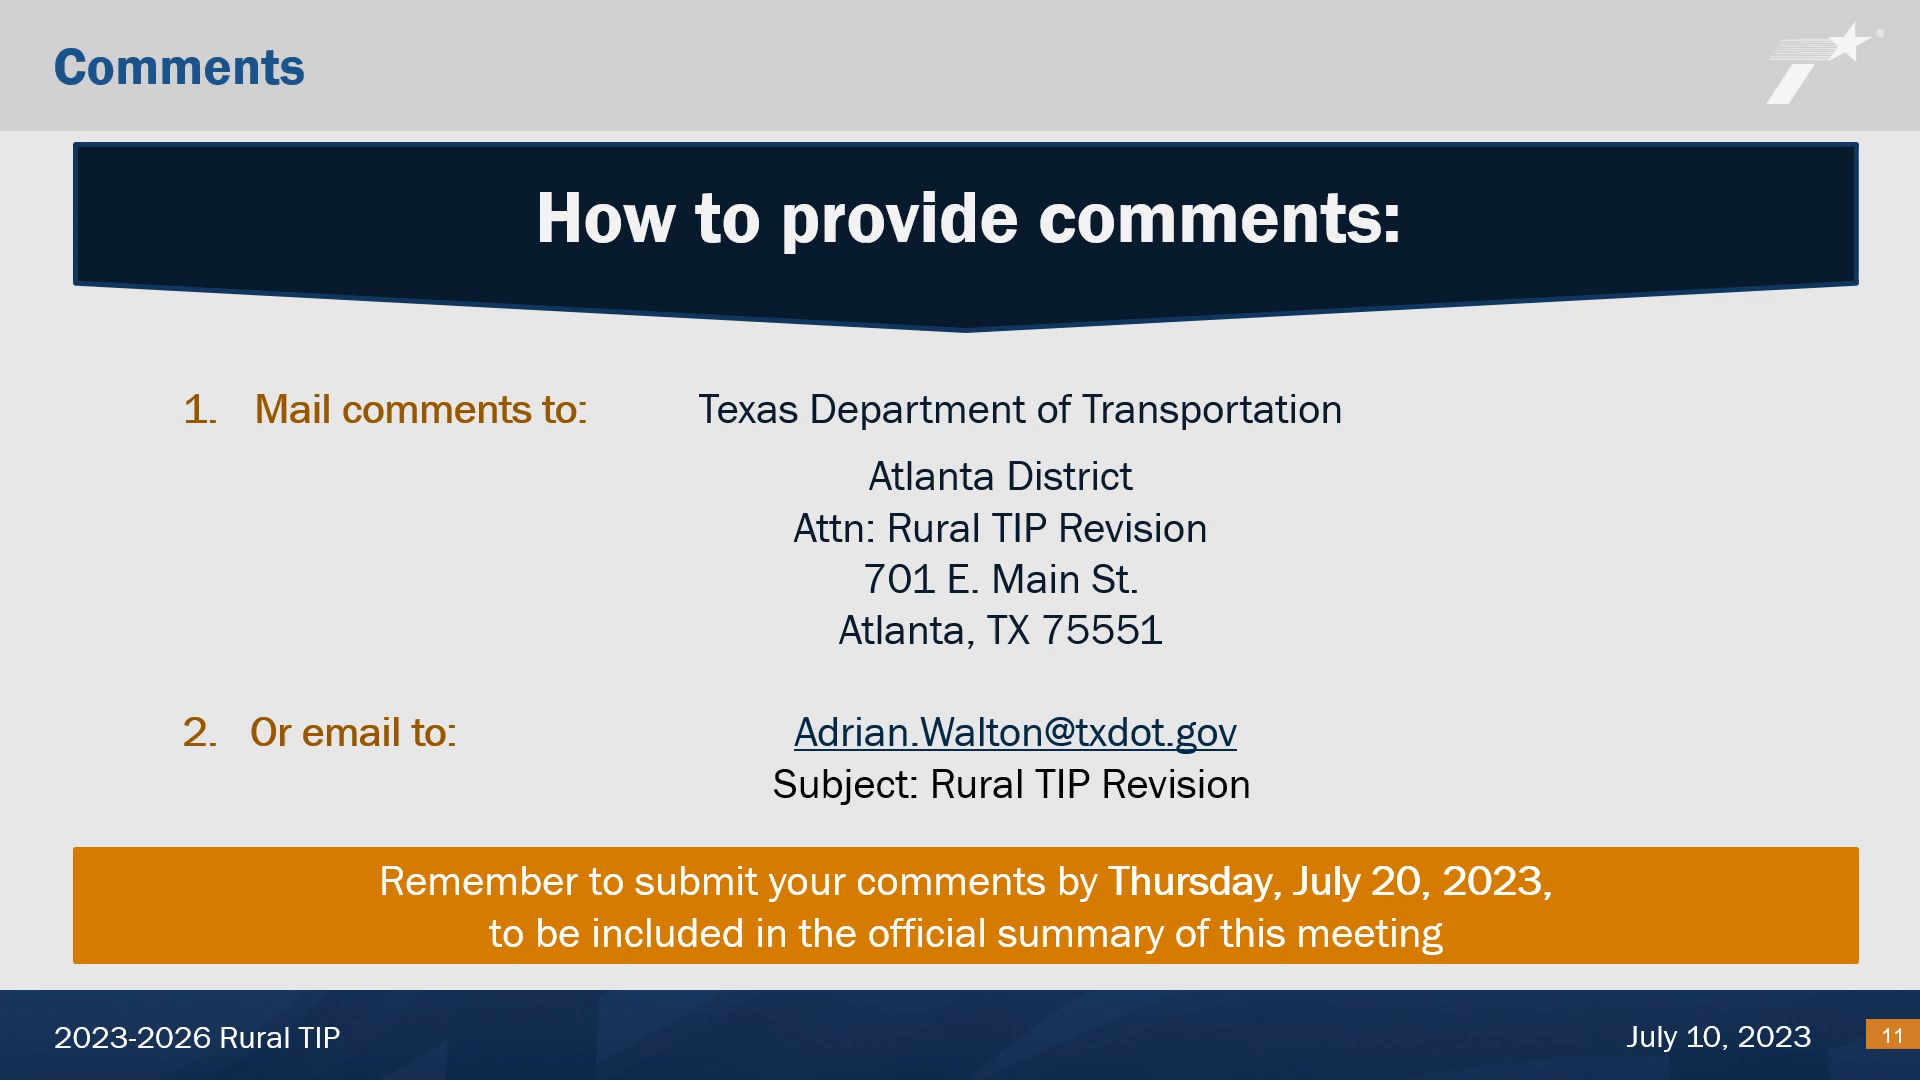 Comments
®
How to provide comments:
1. Mail comments to: Texas Department of Transportation
Atlanta District
Attn: Rural TIP Revision
701 E. Main St.
Atlanta, TX 75551
2. Or email to: Adrian.Walton@txdot.gov
Subject: Rural TIP Revision
Remember to submit your comments by Thursday, July 20, 2023,
to be included in the official summary of this meeting
2023-2026 Rural TIP July 10, 2023 11